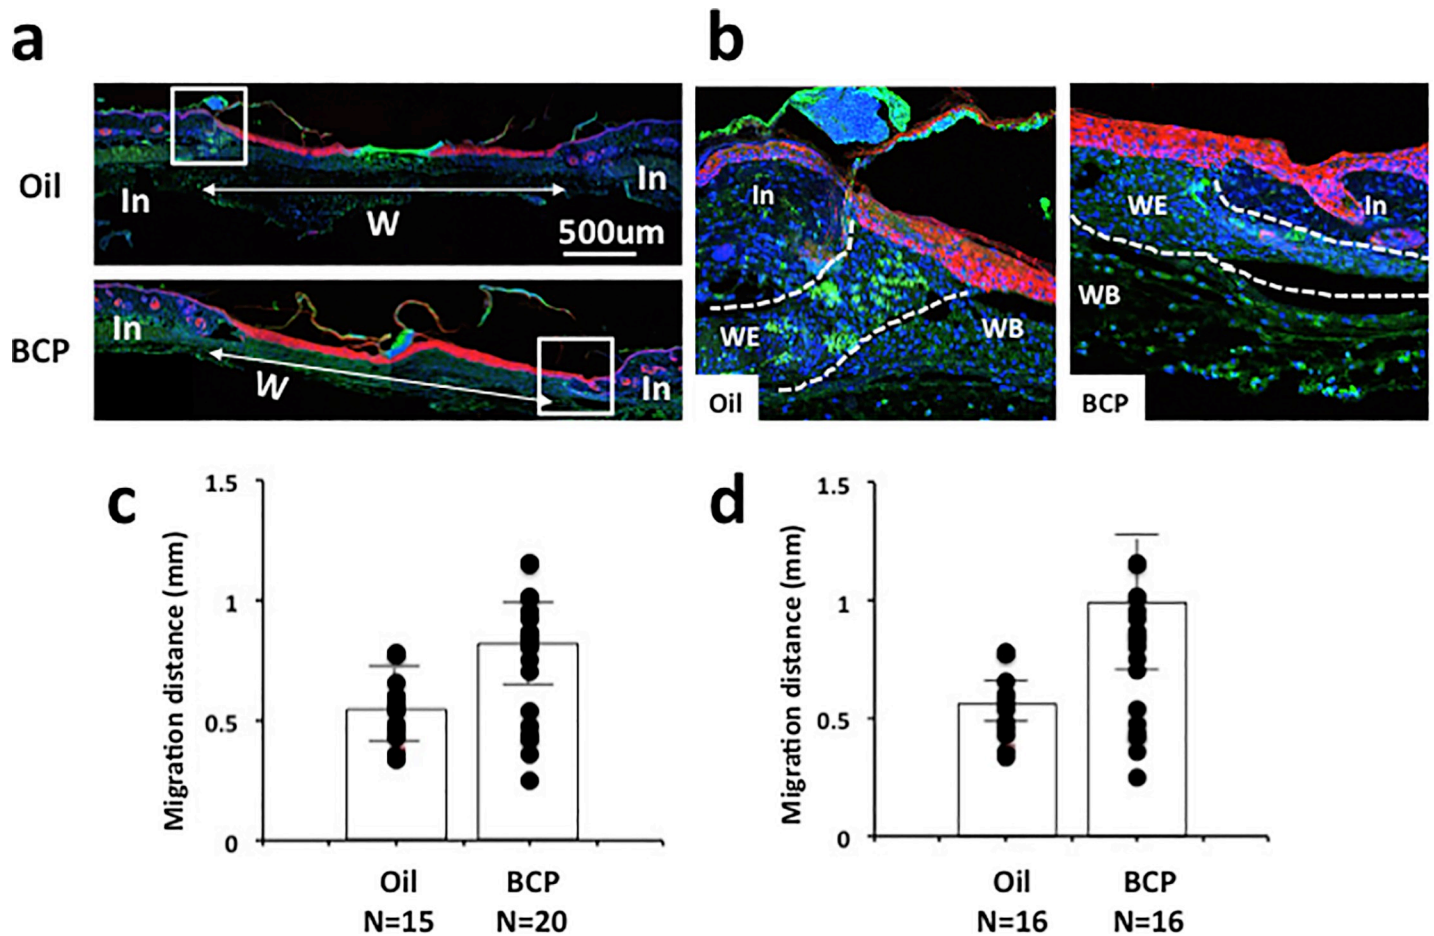 a
b
Oil
In
W
In
500um
BCP
In
W
In
In
WE
WB
Oil
WE
In
WB
BCP
c
Migration distance (mm)
1.5
1
0.5
0
Oil
BCP
N=15
N=20
d
Migration distance (mm)
1.5
1
0.5
0
Oil
BCP
N=16
N=16